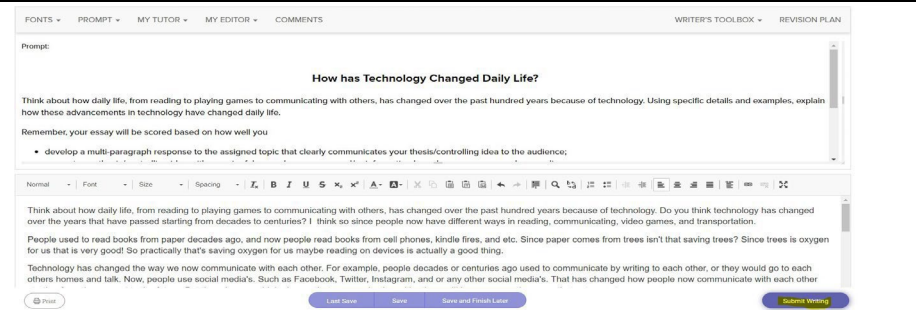 FONTS PROMPT MY TUTOR MY EDITOR COMMENTS WRITER'S TOOLBOX REVISION PLAN
Prompt:
How has Technology Changed Daily Life?
Think about how daily life, from reading to playing games to communicating with others, has changed over the past hundred years because of technology. Using specific details and examples, explain
how these advancements in technology have changed daily life.
Remember, your essay will be scored based on how well you
• develop a multi-paragraph response to the assigned topic that clearly communicates your thesis/controlling idea to the audience;
Normal Font Size Spacing
Think about how daily life, from reading to playing games to communicating with others, has changed over the past hundred years because of technology. Do you think technology has changed
over the years that have passed starting from decades to centuries? I think so since people now have different ways in reading, communicating, video games, and transportation.
People used to read books from paper decades ago, and now people read books from cell phones, kindle fires, and etc. Since paper comes from trees isn't that saving trees? Since trees is oxygen
for us that is very good! So practically that's saving oxygen for us maybe reading on devices is actually a good thing.
Technology has changed the way we now communicate with each other. For example, people decades or centuries ago used to communicate by writing to each other, or they would go to each
others homes and talk. Now, people use social media's. Such as Facebook, Twitter, Instagram, and or any other social media's. That has changed how people now communicate with each other
Print Last Save Save Save and Finish Later Submit Writing